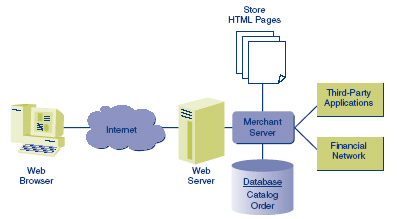 Store
HTML Pages
Third-Party
Applications
Internet
Merchant
Server
Financial
Network
Web
Browser
Web
Server
Database
Catalog
Order